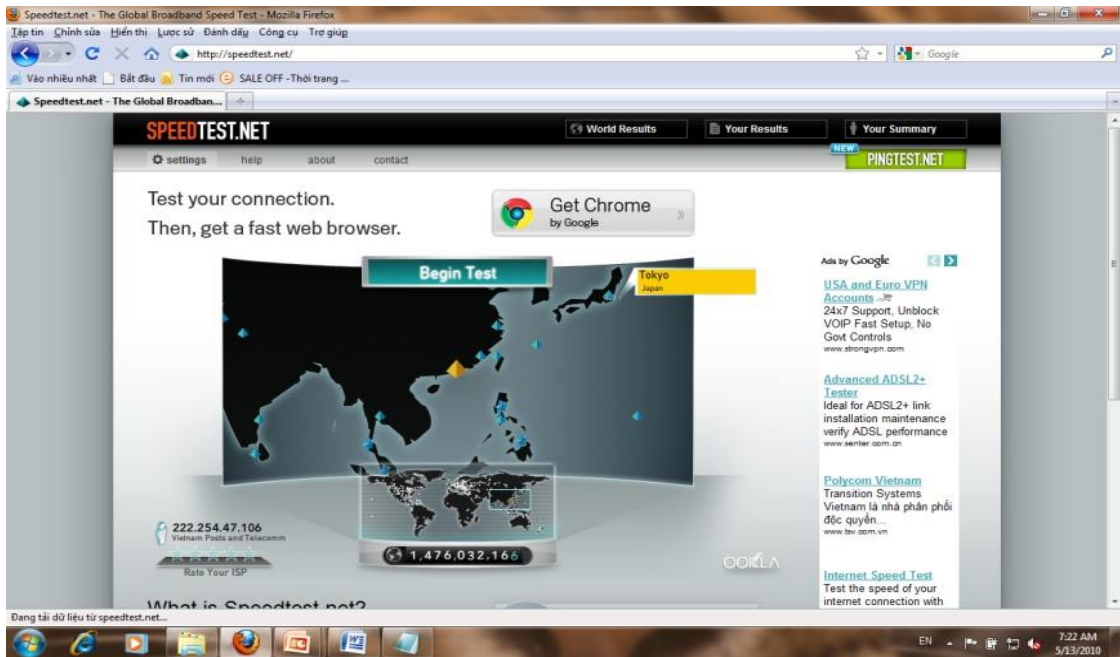 Speedtest.net - The Global Broadband Speed Test - Mozilla Firefox
Tập tin Chỉnh sửa Hiển thị Lược sử Đánh dấu Công cụ Trợ giúp
http://speedtest.net/
Google
Vào nhiều nhất Bắt đầu Tin mới SALE OFF -Thời trang ...
Speedtest.net - The Global Broadban...
SPEEDTEST.NET
World Results
Your Results
Your Summary
settings help about contact
NEW
PINGTEST.NET
Test your connection.
Then, get a fast web browser.
Get Chrome
by Google
Begin Test
Tokyo
Japan
222.254.47.106
Vietnam Posts and Telecomm
Rate Your ISP
1,476,032,166
OOKLA
Ads by Google
USA and Euro VPN
Accounts
24x7 Support, Unblock
VOIP Fast Setup, No
Govt Controls
www.strongvpn.com
Advanced ADSL2+
Tester
Ideal for ADSL2+ link
installation maintenance
verify ADSL performance
www.senter.com.cn
Polycom Vietnam
Transition Systems
Vietnam là nhà phân phối
độc quyền...
www.tsv.com.vn
Internet Speed Test
Test the speed of your
internet connection with
What is Speedtest.net?
Đang tải dữ liệu từ speedtest.net...
EN
7:22 AM
5/13/2010